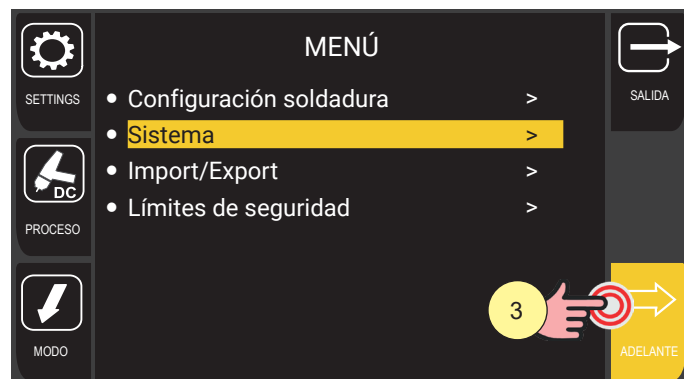 MENÚ
SETTINGS
SALIDA
Configuración soldadura >
Sistema >
Import/Export >
Límites de seguridad >
DC
PROCESO
MODO
3
ADELANTE